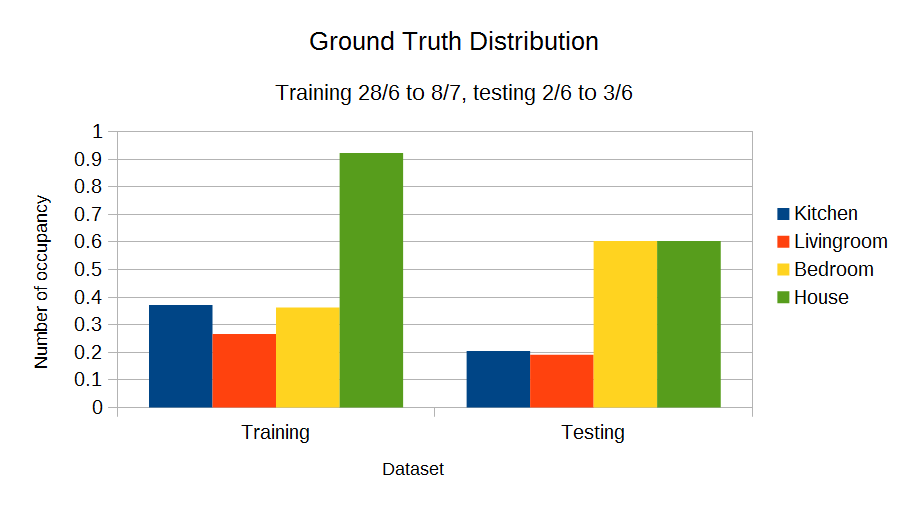 Ground Truth Distribution
Training 28/6 to 8/7, testing 2/6 to 3/6
Number of occupancy
1
0.9
0.8
0.7
0.6
0.5
0.4
0.3
0.2
0.1
0
Training
Testing
Dataset
Kitchen
Livingroom
Bedroom
House